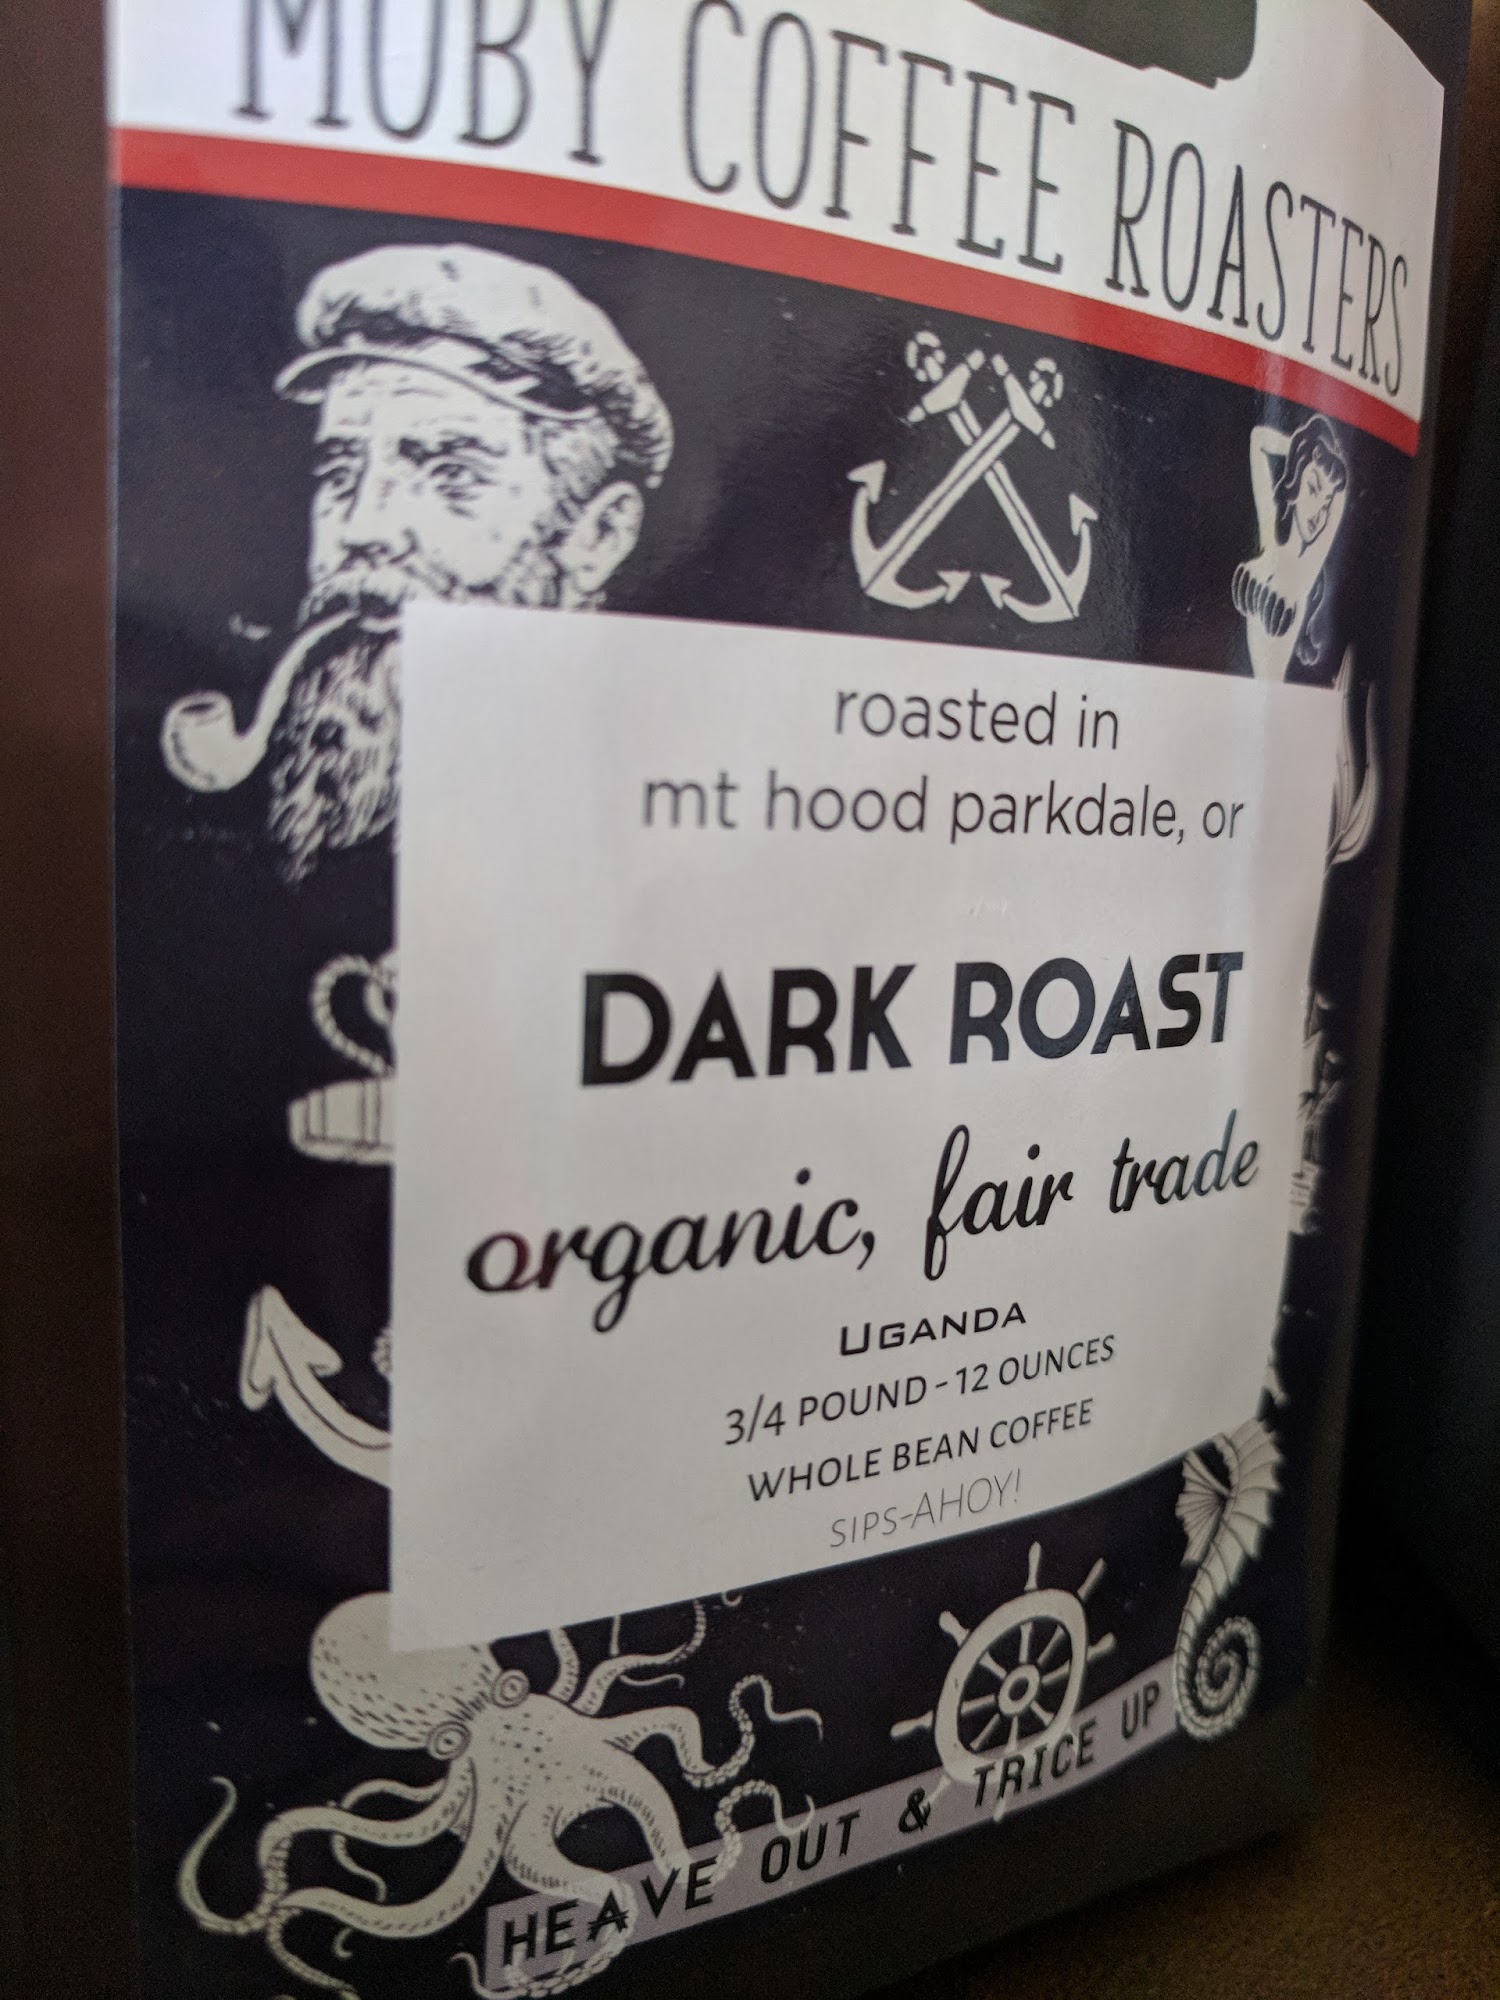 MOBY COFFEE ROASTERS
roasted in
mt hood parkdale, or
DARK ROAST
organic, fair trade
UGANDA
3/4 POUND - 12 OUNCES
WHOLE BEAN COFFEE
SIPS-AHOY!
HEAVE OUT & TRICE UP